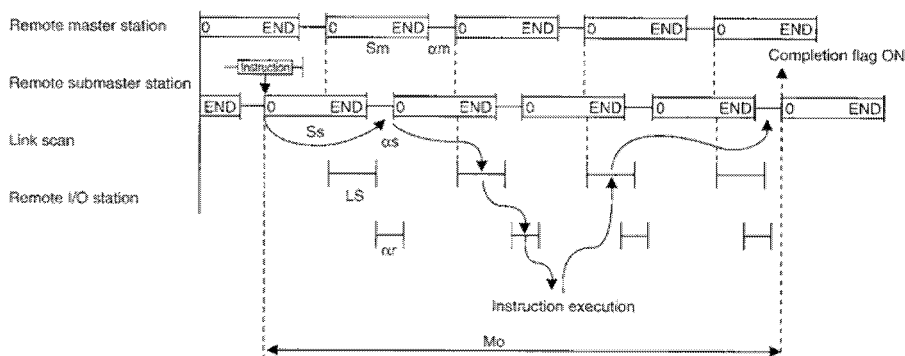 Remote master station
0 END 0 END 0 END 0 END 0 END
Sm αm
Completion flag ON
Instruction
Remote submaster station
END 0 END 0 END 0 END 0 END 0 END
Ss αs
Link scan
LS
Remote I/O station
αr
Instruction execution
Mo